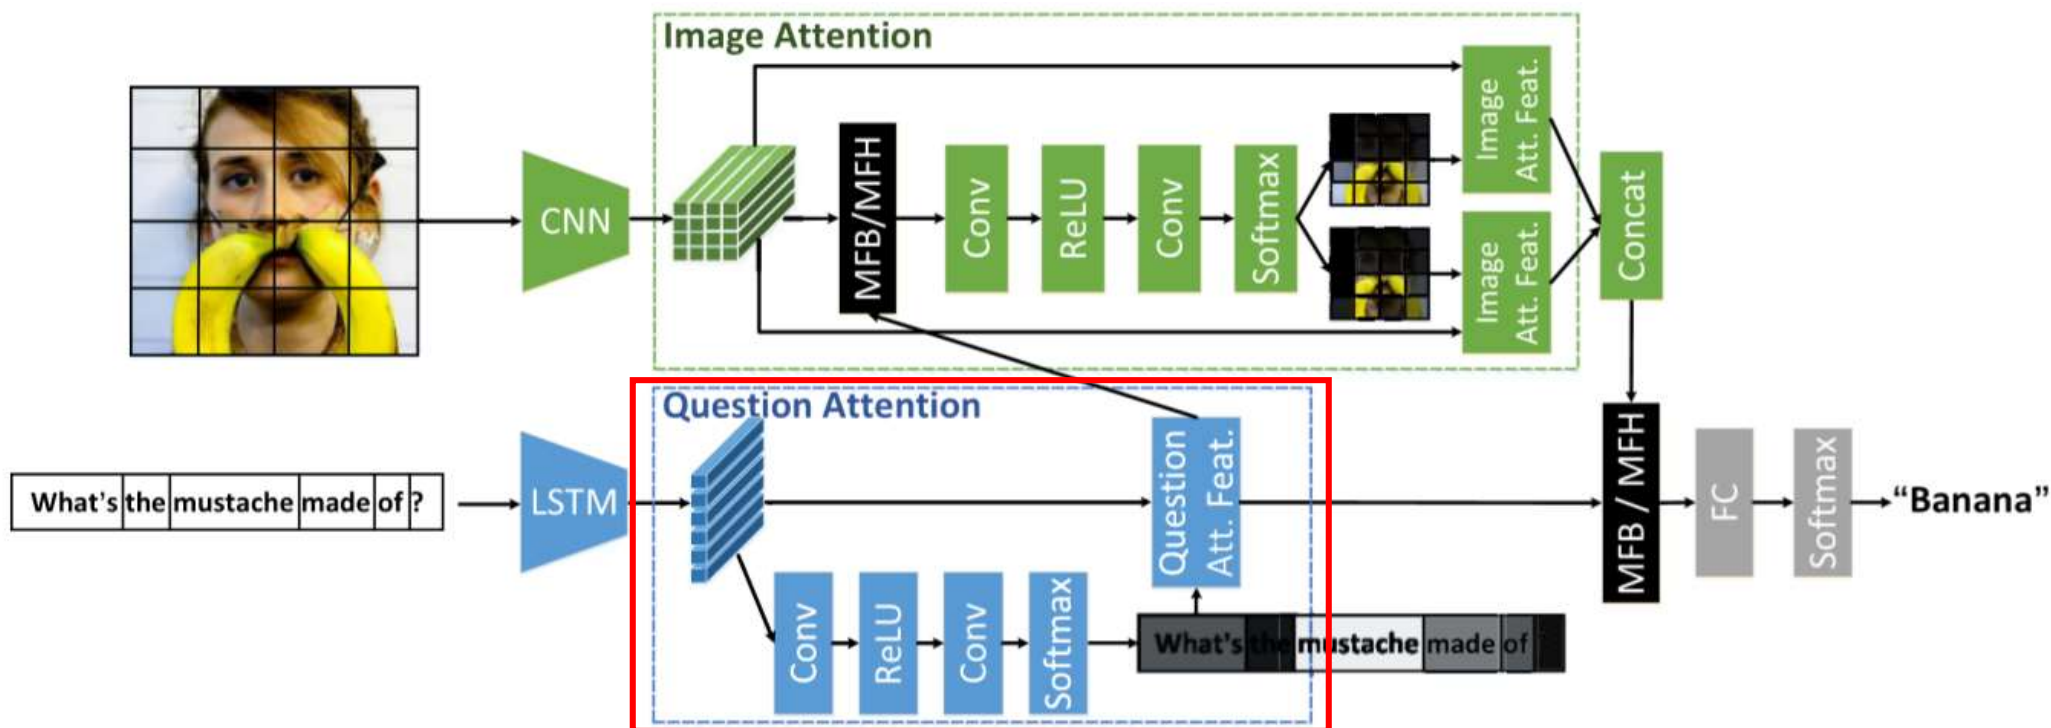 Image Attention
CNN
MFB/MFH
Conv
ReLU
Conv
Softmax
Image
Att. Feat.
Image
Att. Feat.
Concat
What's the mustache made of ?
LSTM
Question Attention
Conv
ReLU
Conv
Softmax
Question
Att. Feat.
What's the mustache made of
MFB / MFH
FC
Softmax
“Banana”